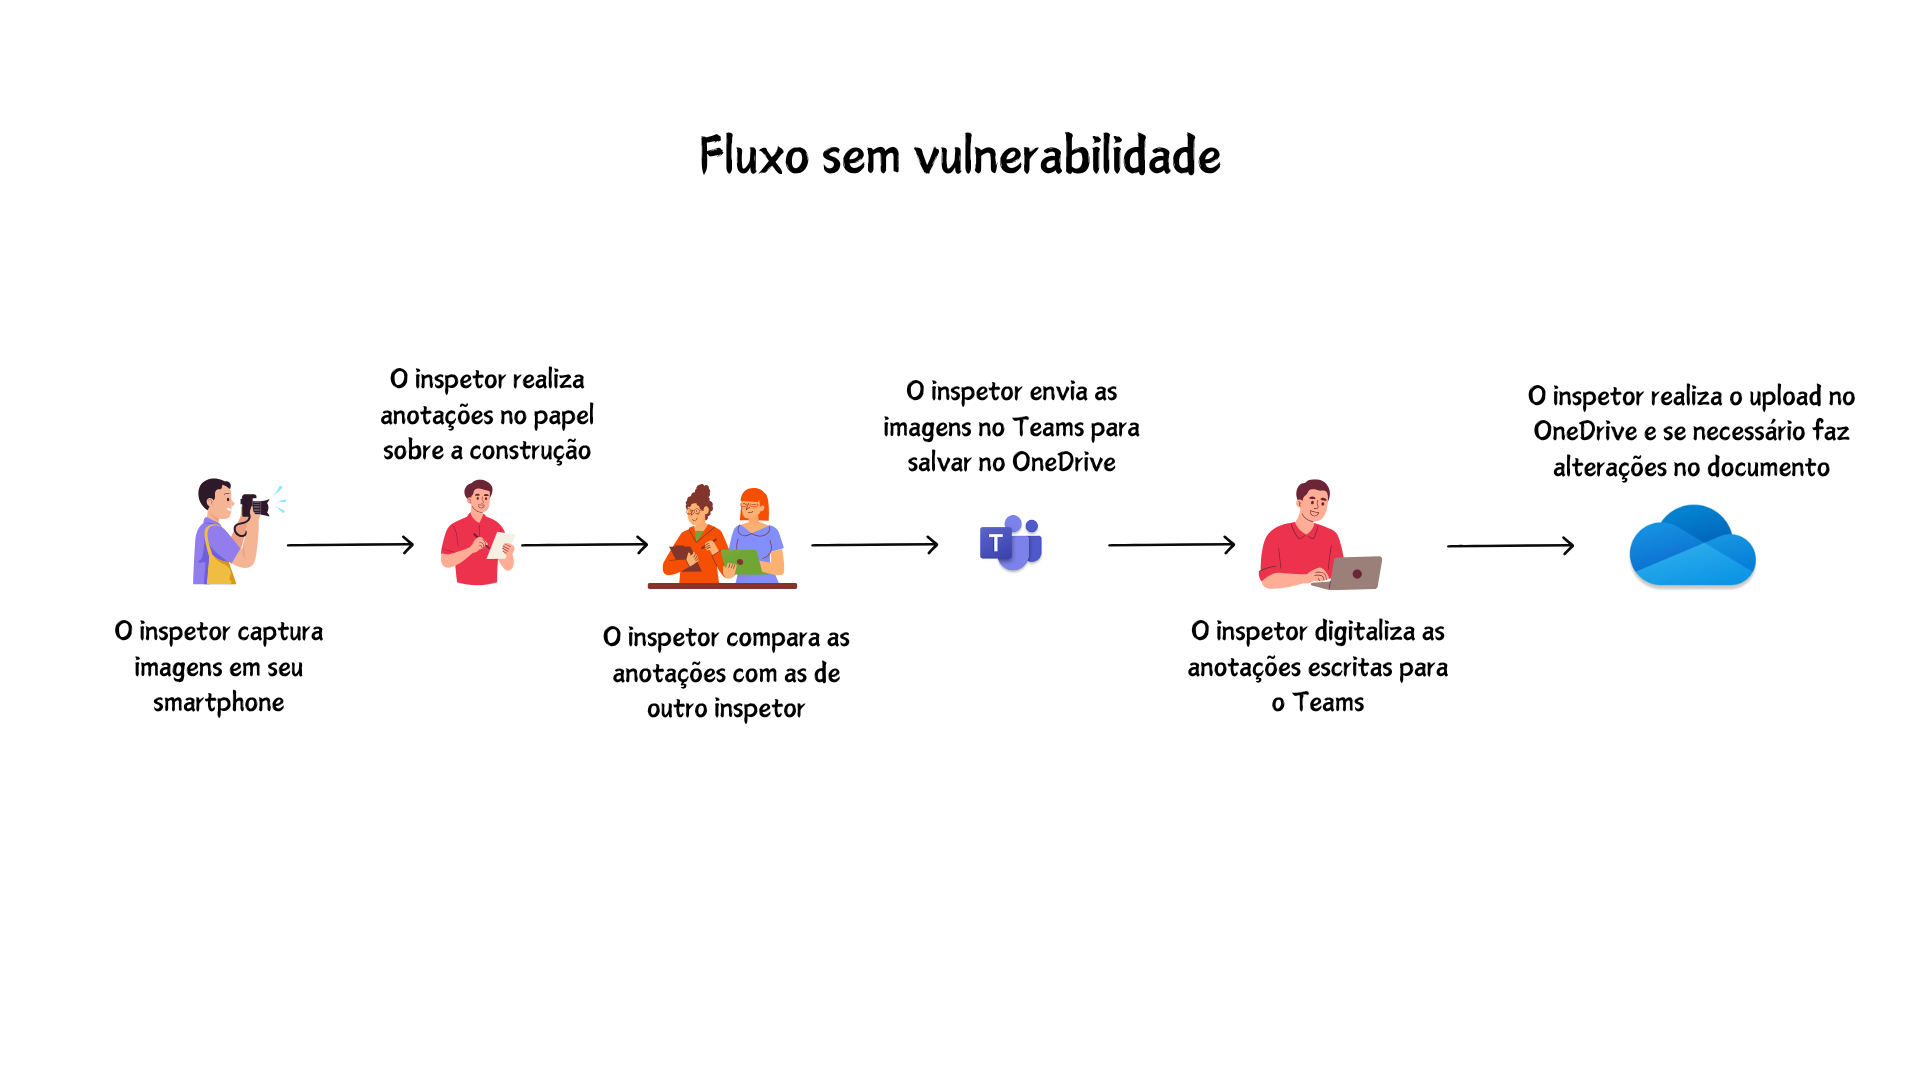 Fluxo sem vulnerabilidade
O inspetor captura
imagens em seu
smartphone
O inspetor realiza
anotações no papel
sobre a construção
O inspetor compara as
anotações com as de
outro inspetor
O inspetor envia as
imagens no Teams para
salvar no OneDrive
T
O inspetor digitaliza as
anotações escritas para
o Teams
O inspetor realiza o upload no
OneDrive e se necessário faz
alterações no documento